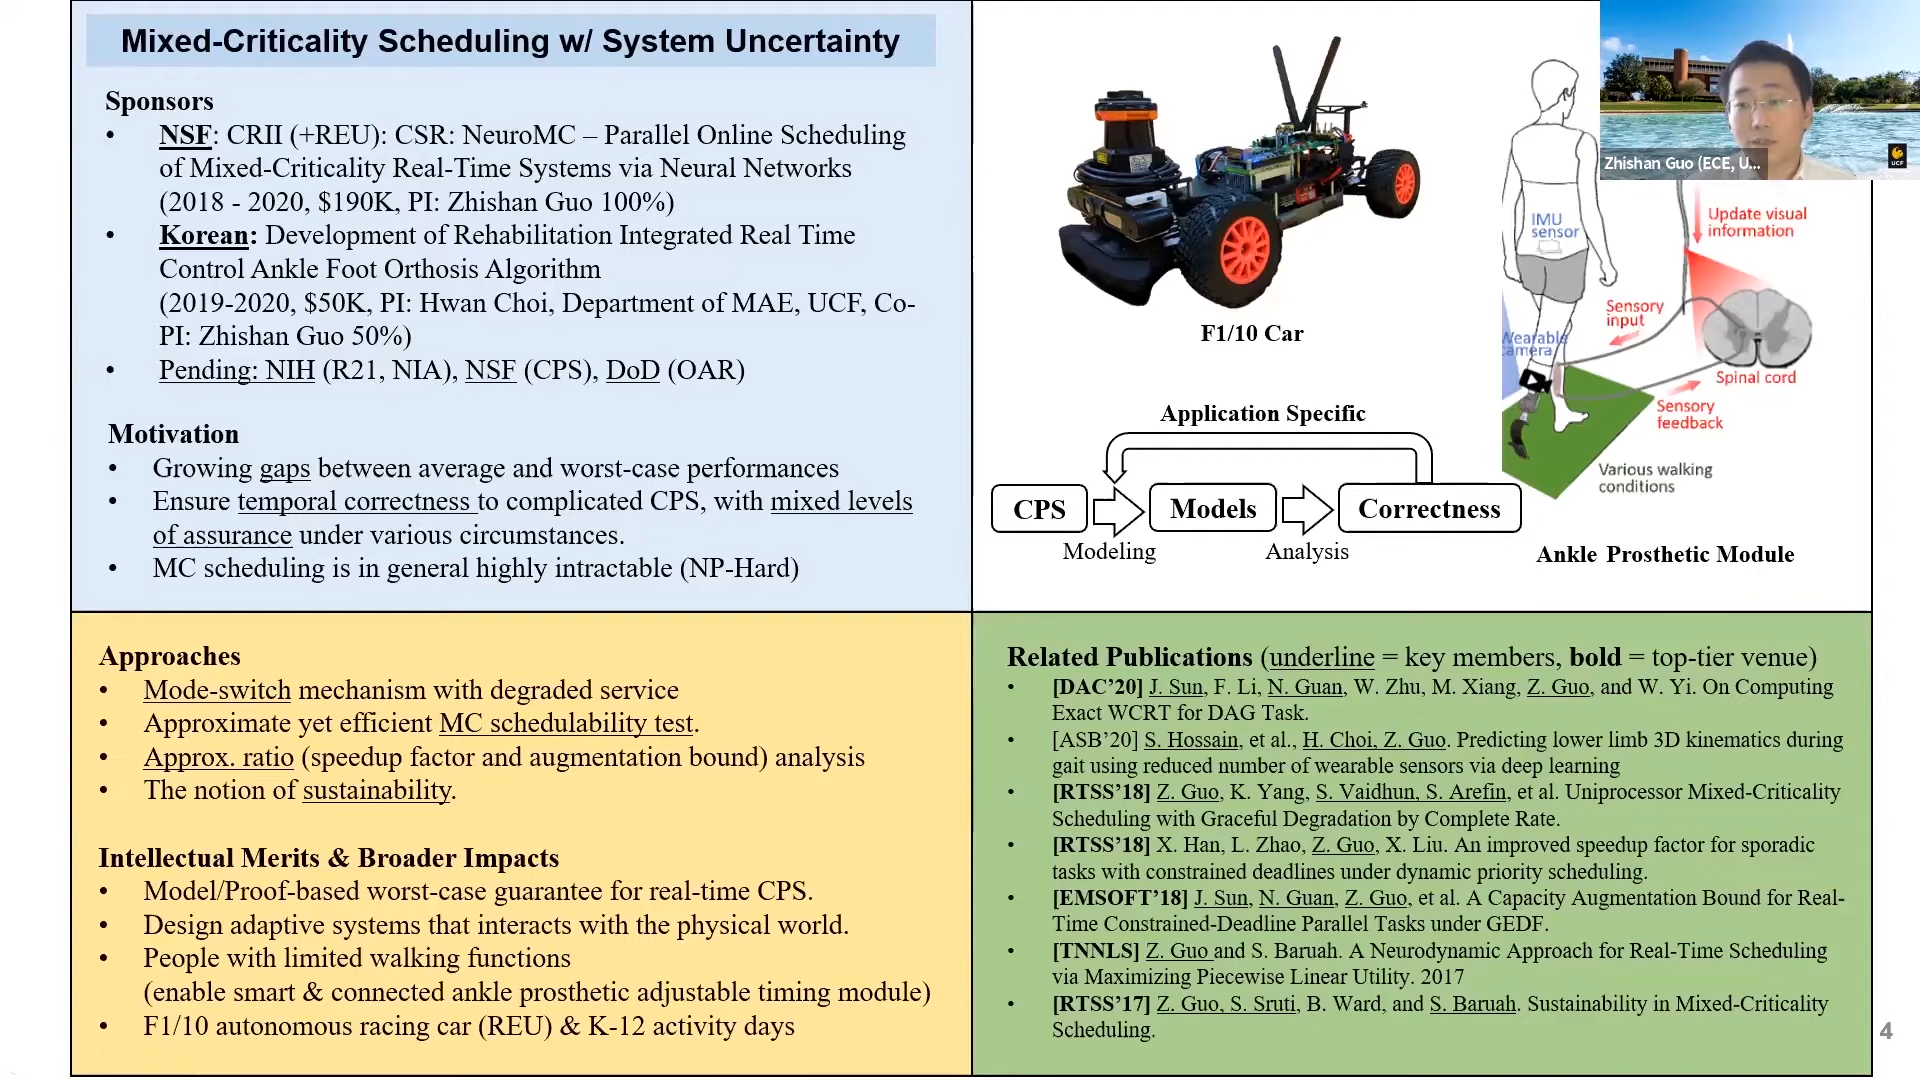 Mixed-Criticality Scheduling w/ System Uncertainty
Sponsors
• NSF: CRII (+REU): CSR: NeuroMC – Parallel Online Scheduling
of Mixed-Criticality Real-Time Systems via Neural Networks
(2018 - 2020, $190K, PI: Zhishan Guo 100%)
• Korean: Development of Rehabilitation Integrated Real Time
Control Ankle Foot Orthosis Algorithm
(2019-2020, $50K, PI: Hwan Choi, Department of MAE, UCF, Co-
PI: Zhishan Guo 50%)
• Pending: NIH (R21, NIA), NSF (CPS), DoD (OAR)
Motivation
• Growing gaps between average and worst-case performances
• Ensure temporal correctness to complicated CPS, with mixed levels
of assurance under various circumstances.
• MC scheduling is in general highly intractable (NP-Hard)
F1/10 Car
Application Specific
CPS
Models
Correctness
Modeling
Analysis
IMU
sensor
Wearable
camera
Update visual
information
Sensory
input
Spinal cord
Sensory
feedback
Various walking
conditions
Ankle Prosthetic Module
Zhishan Guo (ECE, U...
UCF
Approaches
• Mode-switch mechanism with degraded service
• Approximate yet efficient MC schedulability test.
• Approx. ratio (speedup factor and augmentation bound) analysis
• The notion of sustainability.
Intellectual Merits & Broader Impacts
• Model/Proof-based worst-case guarantee for real-time CPS.
• Design adaptive systems that interacts with the physical world.
• People with limited walking functions
(enable smart & connected ankle prosthetic adjustable timing module)
• F1/10 autonomous racing car (REU) & K-12 activity days
Related Publications (underline = key members, bold = top-tier venue)
• [DAC’20] J. Sun, F. Li, N. Guan, W. Zhu, M. Xiang, Z. Guo, and W. Yi. On Computing
Exact WCRT for DAG Task.
• [ASB’20] S. Hossain, et al., H. Choi, Z. Guo. Predicting lower limb 3D kinematics during
gait using reduced number of wearable sensors via deep learning
• [RTSS’18] Z. Guo, K. Yang, S. Vaidhun, S. Arefin, et al. Uniprocessor Mixed-Criticality
Scheduling with Graceful Degradation by Complete Rate.
• [RTSS’18] X. Han, L. Zhao, Z. Guo, X. Liu. An improved speedup factor for sporadic
tasks with constrained deadlines under dynamic priority scheduling.
• [EMSOFT’18] J. Sun, N. Guan, Z. Guo, et al. A Capacity Augmentation Bound for Real-
Time Constrained-Deadline Parallel Tasks under GEDF.
• [TNNLS] Z. Guo and S. Baruah. A Neurodynamic Approach for Real-Time Scheduling
via Maximizing Piecewise Linear Utility. 2017
• [RTSS’17] Z. Guo, S. Sruti, B. Ward, and S. Baruah. Sustainability in Mixed-Criticality
Scheduling.
4